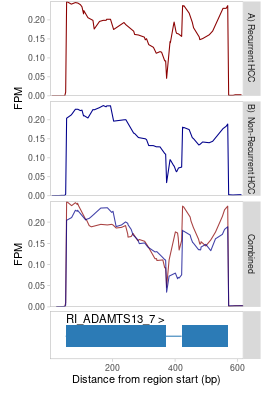 0.20
0.15
0.10
0.05
0.00
FPM
A) Recurrent HCC
0.20
0.15
0.10
0.05
0.00
B) Non-Recurrent HCC
0.20
0.15
0.10
0.05
0.00
FPM
Combined
RI_ADAMTS13_7 >
200
400
600
Distance from region start (bp)